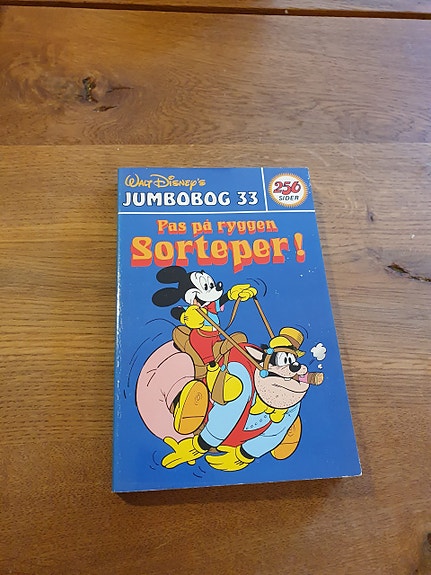 Walt Disney's
JUMBOBOG 33
256
SIDER
Pas på ryggen
Sorteper!